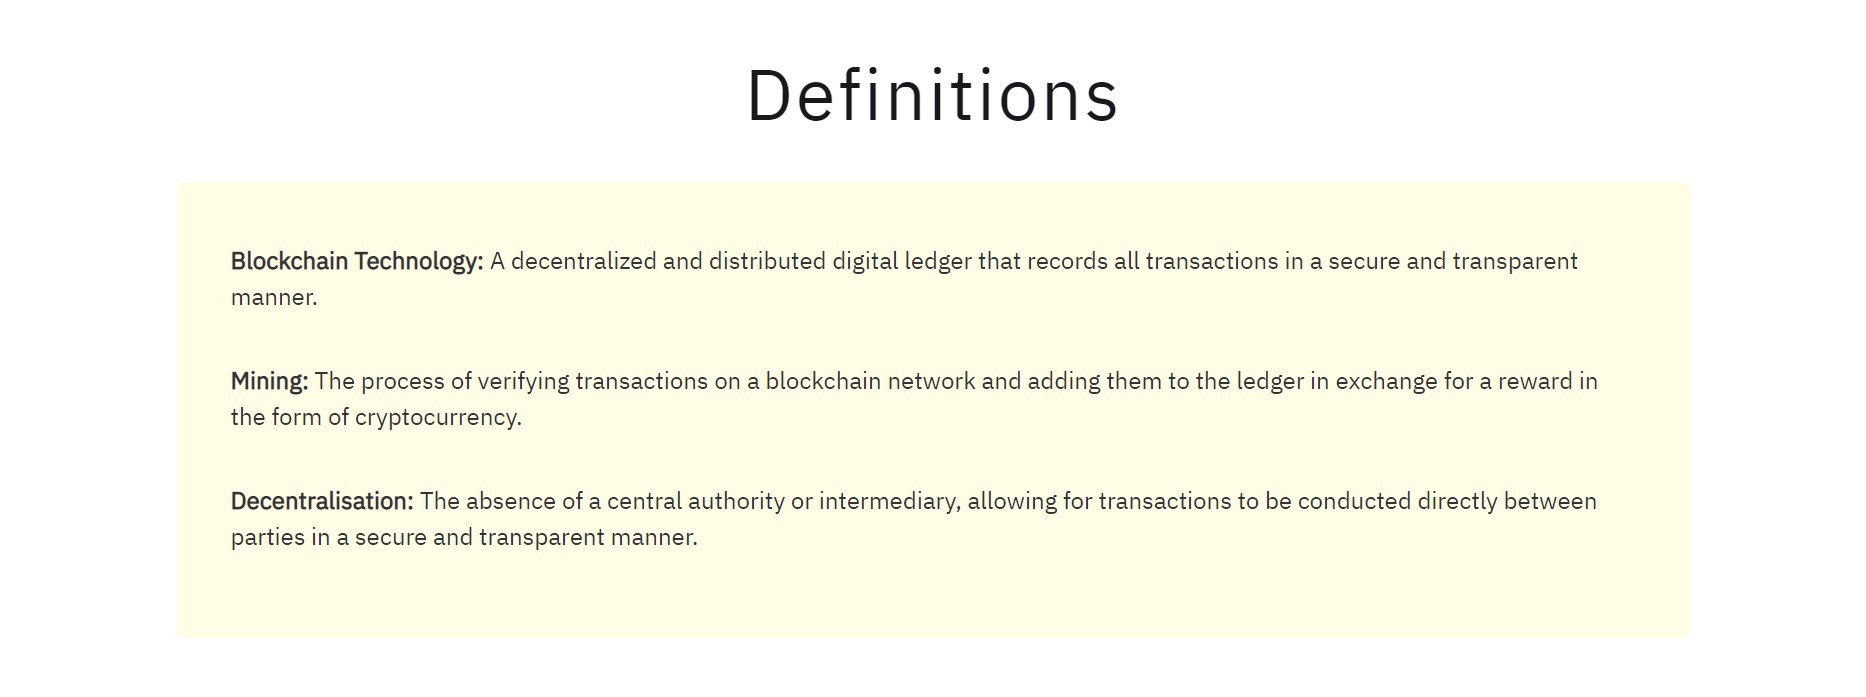 Definitions
Blockchain Technology: A decentralized and distributed digital ledger that records all transactions in a secure and transparent
manner.
Mining: The process of verifying transactions on a blockchain network and adding them to the ledger in exchange for a reward in
the form of cryptocurrency.
Decentralisation: The absence of a central authority or intermediary, allowing for transactions to be conducted directly between
parties in a secure and transparent manner.